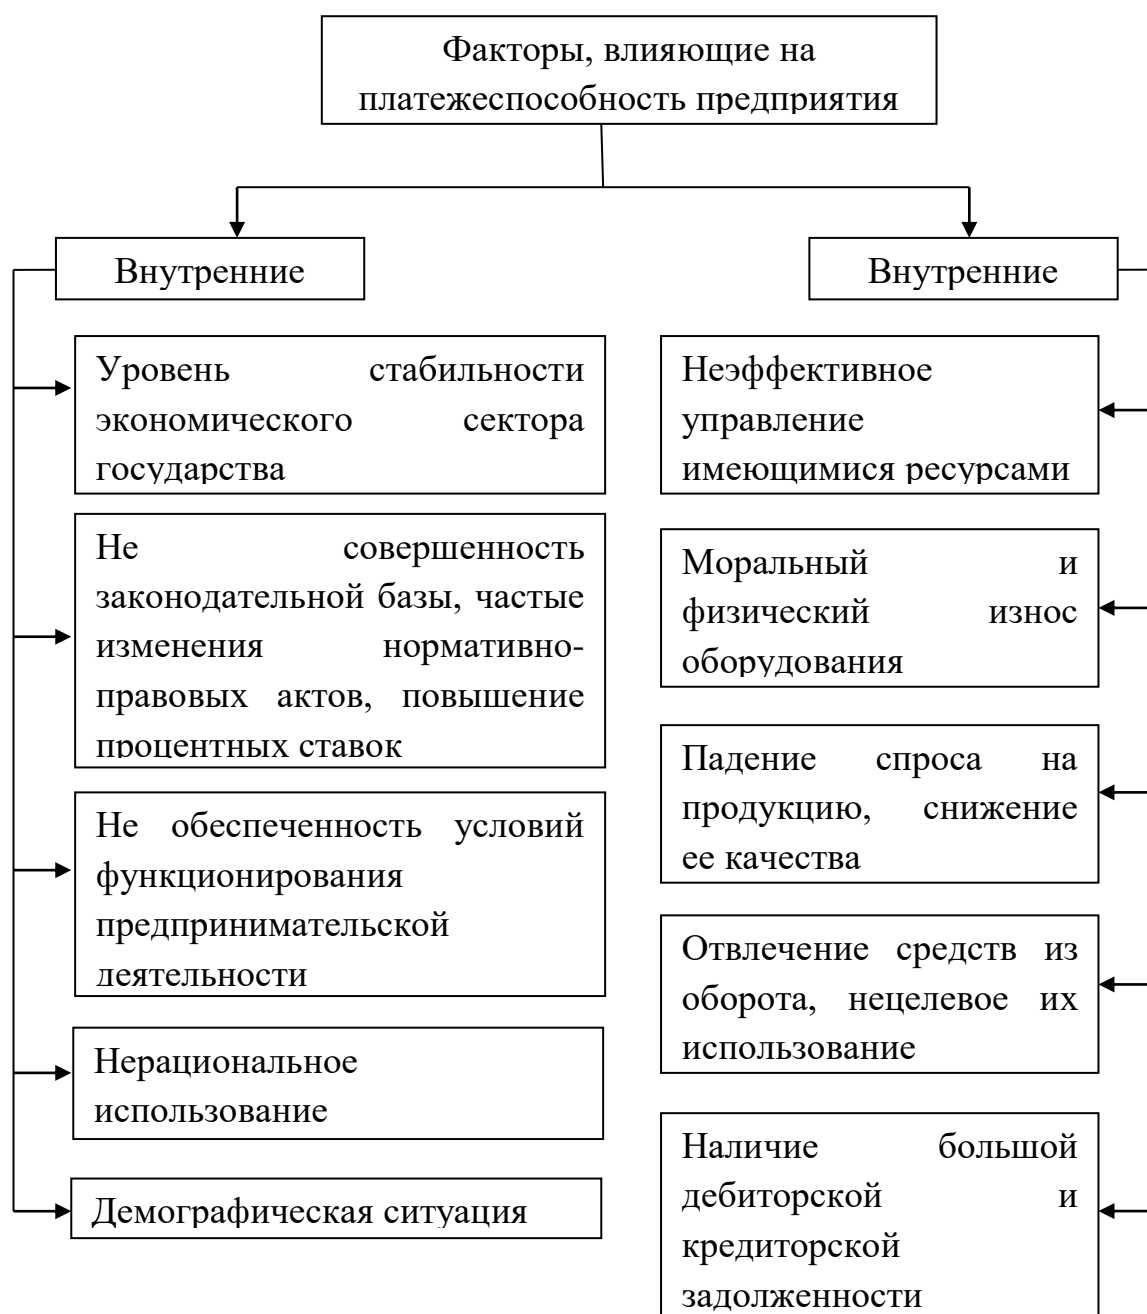 Факторы, влияющие на
платежеспособность предприятия
Внутренние
Уровень стабильности
экономического сектора
государства
Не совершенность
законодательной базы, частые
изменения нормативно-
правовых актов, повышение
процентных ставок
Не обеспеченность условий
функционирования
предпринимательской
деятельности
Нерациональное
использование
Демографическая ситуация
Внутренние
Неэффективное
управление
имеющимися ресурсами
Моральный и
физический износ
оборудования
Падение спроса на
продукцию, снижение
ее качества
Отвлечение средств из
оборота, нецелевое их
использование
Наличие большой
дебиторской и
кредиторской
задолженности